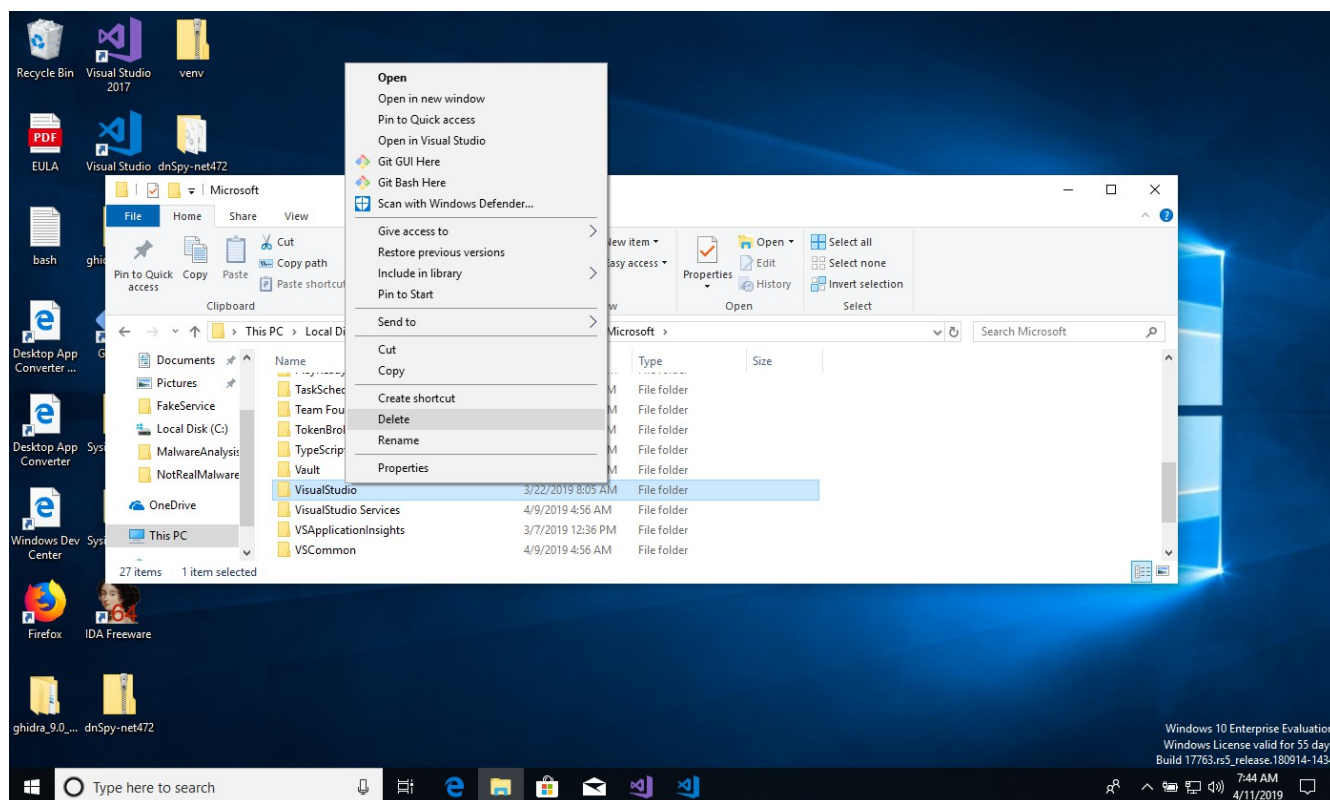 Recycle Bin
Visual Studio
2017
venv
EULA
Visual Studio
dnSpy-net472
bash
Desktop App
Converter ...
Desktop App
Converter
Windows Dev
Center
Firefox
IDA Freeware
ghidra_9.0_...
dnSpy-net472
Microsoft
File Home Share View
Pin to Quick
access
Copy
Paste
Cut
Copy path
Paste shortcut
Clipboard
Properties
Open
Edit
History
Open
Select all
Select none
Invert selection
Select
This PC
Microsoft
Search Microsoft
Documents
Pictures
FakeService
Local Disk (C:)
MalwareAnalysis
NotRealMalware
OneDrive
This PC
Name Type Size
File folder
File folder
File folder
File folder
Vault File folder
VisualStudio 3/22/2019 8:05 AM File folder
VisualStudio Services 4/9/2019 4:56 AM File folder
VSApplicationInsights 3/7/2019 12:36 PM File folder
VSCommon 4/9/2019 4:56 AM File folder
27 items 1 item selected
Open
Open in new window
Pin to Quick access
Open in Visual Studio
Git GUI Here
Git Bash Here
Scan with Windows Defender...
Give access to
Restore previous versions
Include in library
Pin to Start
Send to
Cut
Copy
Create shortcut
Delete
Rename
Properties
Windows 10 Enterprise Evaluation
Windows License valid for 55 day
Build 17763.rs5_release.180914-143
Type here to search
7:44 AM
4/11/2019